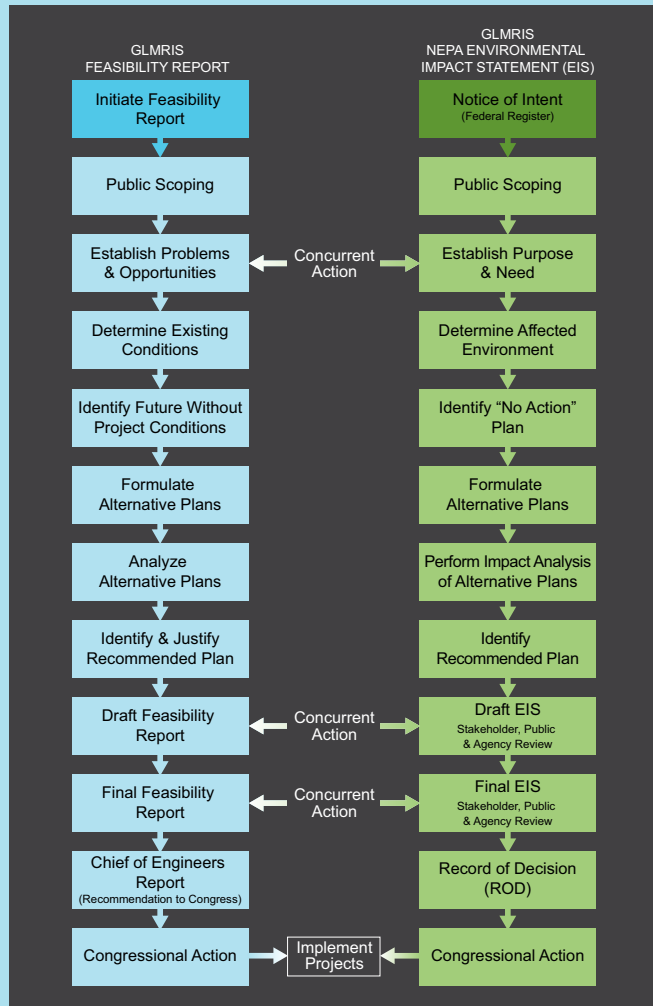 GLMRIS
FEASIBILITY REPORT
Initiate Feasibility
Report
Public Scoping
Establish Problems
& Opportunities
Determine Existing
Conditions
Identify Future Without
Project Conditions
Formulate
Alternative Plans
Analyze
Alternative Plans
Identify & Justify
Recommended Plan
Draft Feasibility
Report
Final Feasibility
Report
Chief of Engineers
Report
(Recommendation to Congress)
Congressional Action
Concurrent
Action
Concurrent
Action
Concurrent
Action
Implement
Projects
GLMRIS
NEPA ENVIRONMENTAL
IMPACT STATEMENT (EIS)
Notice of Intent
(Federal Register)
Public Scoping
Establish Purpose
& Need
Determine Affected
Environment
Identify “No Action”
Plan
Formulate
Alternative Plans
Perform Impact Analysis
of Alternative Plans
Identify
Recommended Plan
Draft EIS
Stakeholder, Public
& Agency Review
Final EIS
Stakeholder, Public
& Agency Review
Record of Decision
(ROD)
Congressional Action